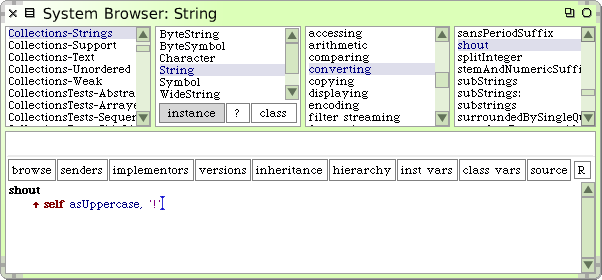 System Browser: String
Collections-Strings
Collections-Support
Collections-Text
Collections-Unordered
Collections-Weak
CollectionsTests-Abstra
CollectionsTests-Arraye
CollectionsTests-Sequen
ByteString
ByteSymbol
Character
String
Symbol
WideString
instance ? class
accessing
arithmetic
comparing
converting
copying
displaying
encoding
filter streaming
sansPeriodSuffix
shout
splitInteger
stemAndNumericSuffi
subStrings
subStrings:
substrings
surroundedBySingleQu
browse senders implementors versions inheritance hierarchy inst vars class vars source R
shout
↑ self asUppercase, '!'